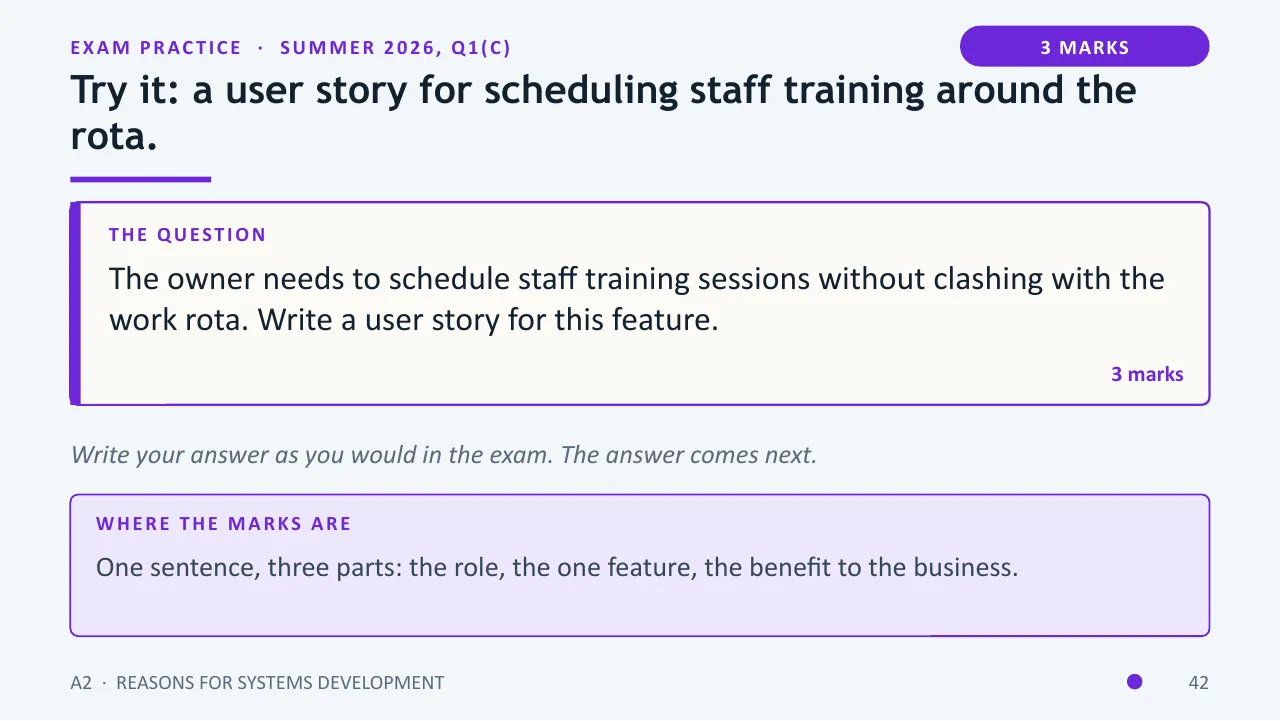 EXAM PRACTICE · SUMMER 2026, Q1(C)
3 MARKS
Try it: a user story for scheduling staff training around the
rota.
THE QUESTION
The owner needs to schedule staff training sessions without clashing with the
work rota. Write a user story for this feature.
3 marks
Write your answer as you would in the exam. The answer comes next.
WHERE THE MARKS ARE
One sentence, three parts: the role, the one feature, the benefit to the business.
A2 · REASONS FOR SYSTEMS DEVELOPMENT
42